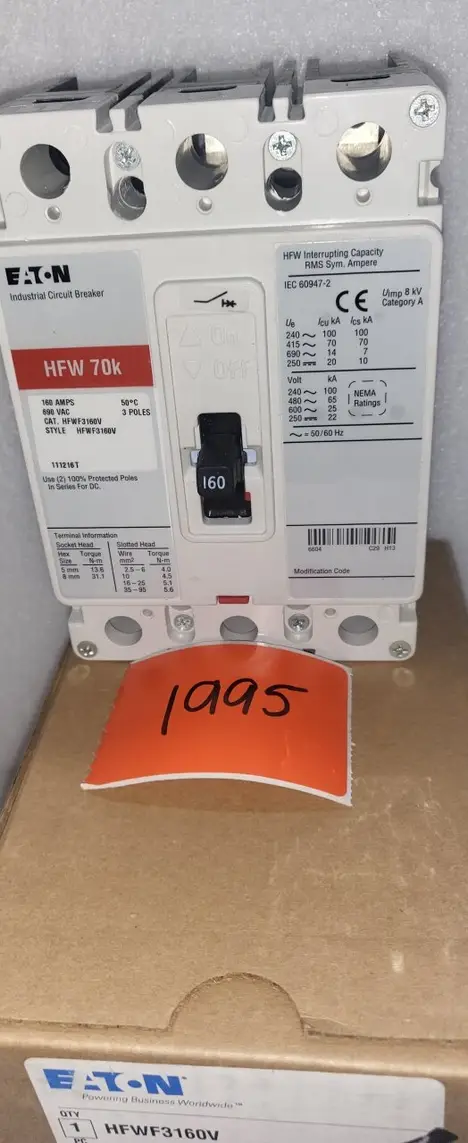 EATON
Industrial Circuit Breaker
HFW 70k
160 AMPS 50°C
690 VAC 3 POLES
CAT. HFWF3160V
STYLE HFWF3160V
111216T
Use (2) 100% Protected Poles
In Series For DC.
Terminal Information
Socket Head Slotted Head
Hex Size Torque N-m Wire mm² Torque N-m
5 mm 13.6 2.5-6 4.0
8 mm 31.1 10 4.5
16-25 5.1
35-95 5.6
ON
OFF
160
HFW Interrupting Capacity
RMS Sym. Ampere
IEC 60947-2
CE
Uimp 8 kV
Category A
Ue Icu kA Ics kA
240 ~ 100 100
415 ~ 70 70
690 ~ 14 7
250 ⎓ 20 10
Volt kA
240 ~ 100
480 ~ 65
600 ~ 25
250 ⎓ 22
NEMA
Ratings
~ = 50/60 Hz
6604 C29 H13
Modification Code
1995
EATON
Powering Business Worldwide™
QTY
1
PC
HFWF3160V